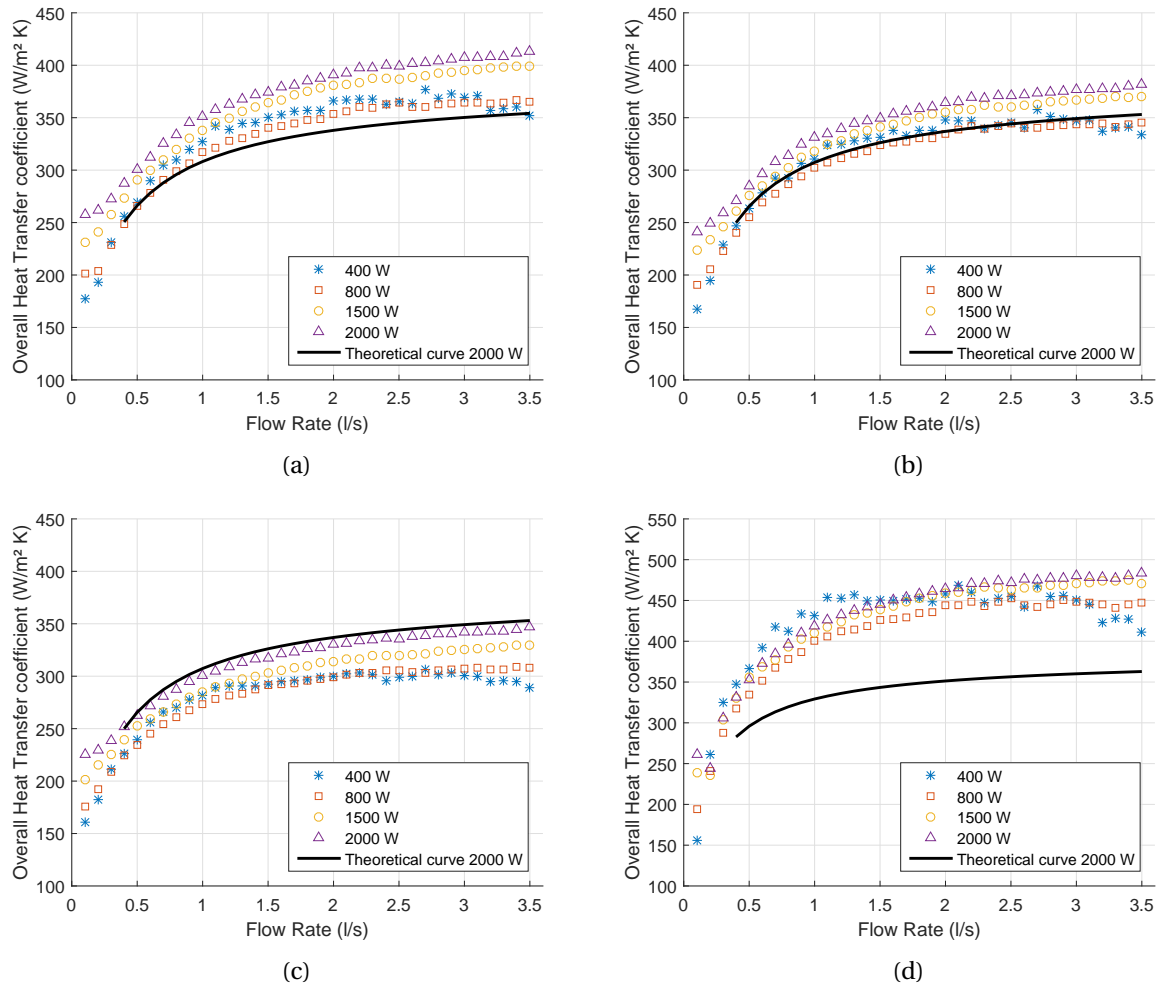 450
400
350
300
250
200
150
100
0 0.5 1 1.5 2 2.5 3 3.5
Overall Heat Transfer coefficient (W/m² K)
Flow Rate (l/s)
400 W
800 W
1500 W
2000 W
Theoretical curve 2000 W
(a)
450
400
350
300
250
200
150
100
0 0.5 1 1.5 2 2.5 3 3.5
Overall Heat Transfer coefficient (W/m² K)
Flow Rate (l/s)
400 W
800 W
1500 W
2000 W
Theoretical curve 2000 W
(b)
450
400
350
300
250
200
150
100
0 0.5 1 1.5 2 2.5 3 3.5
Overall Heat Transfer coefficient (W/m² K)
Flow Rate (l/s)
400 W
800 W
1500 W
2000 W
Theoretical curve 2000 W
(c)
550
500
450
400
350
300
250
200
150
100
0 0.5 1 1.5 2 2.5 3 3.5
Overall Heat Transfer coefficient (W/m² K)
Flow Rate (l/s)
400 W
800 W
1500 W
2000 W
Theoretical curve 2000 W
(d)